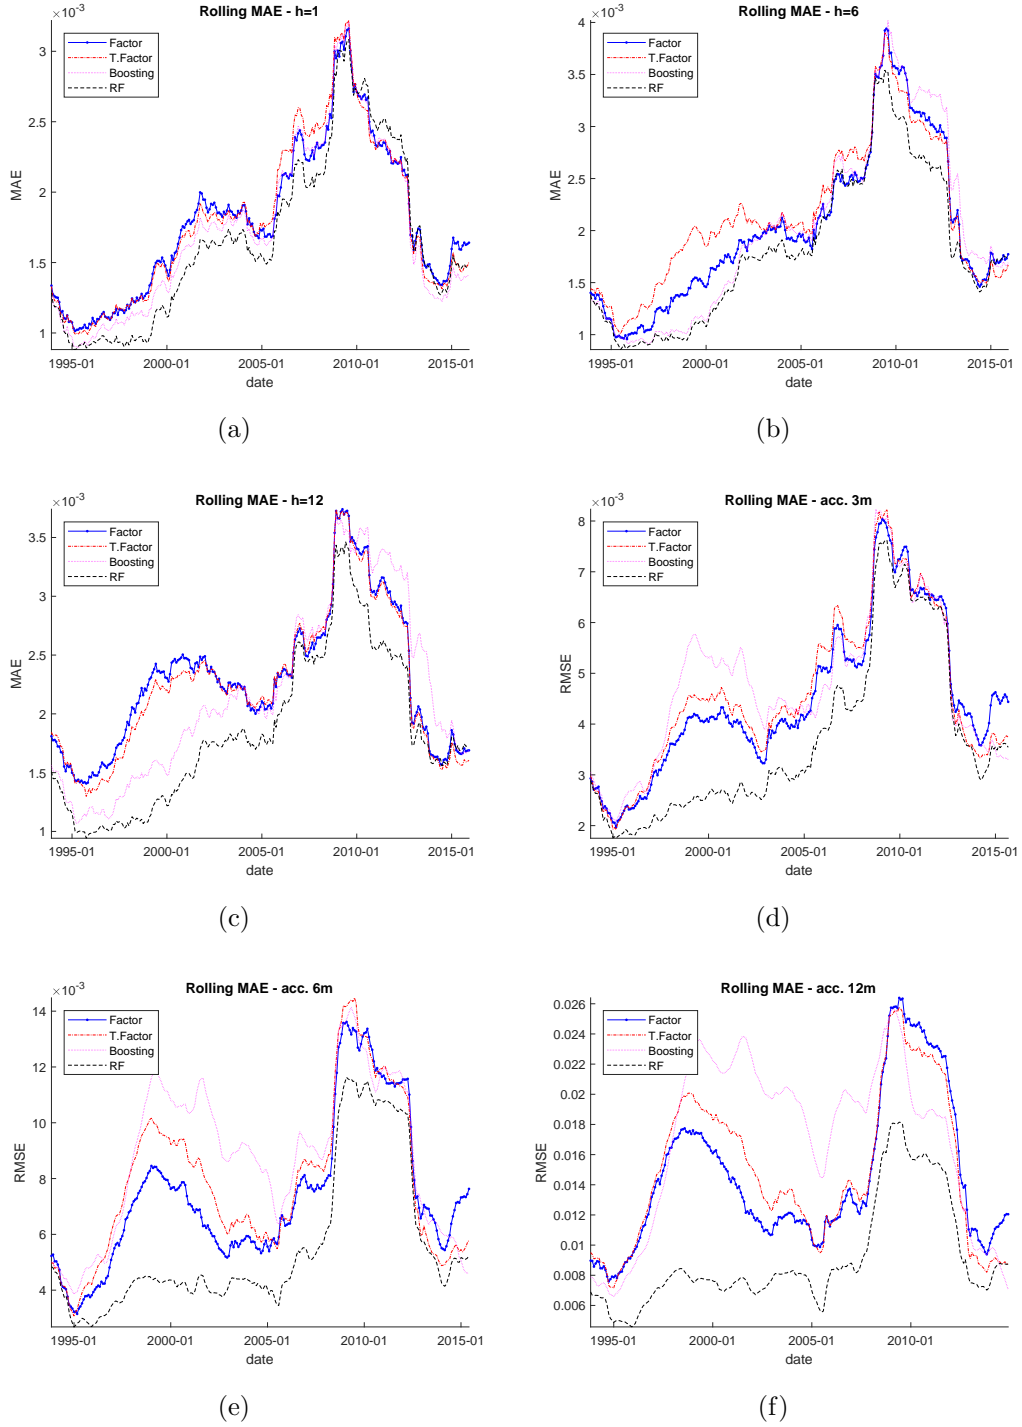 ×10⁻³ Rolling MAE - h=1
Factor
T.Factor
Boosting
RF
3
2.5
2
1.5
1
MAE
1995-01 2000-01 2005-01 2010-01 2015-01
date
(a)
×10⁻³ Rolling MAE - h=6
Factor
T.Factor
Boosting
RF
4
3.5
3
2.5
2
1.5
1
MAE
1995-01 2000-01 2005-01 2010-01 2015-01
date
(b)
×10⁻³ Rolling MAE - h=12
Factor
T.Factor
Boosting
RF
3.5
3
2.5
2
1.5
1
MAE
1995-01 2000-01 2005-01 2010-01 2015-01
date
(c)
×10⁻³ Rolling MAE - acc. 3m
Factor
T.Factor
Boosting
RF
8
7
6
5
4
3
2
RMSE
1995-01 2000-01 2005-01 2010-01 2015-01
date
(d)
×10⁻³ Rolling MAE - acc. 6m
Factor
T.Factor
Boosting
RF
14
12
10
8
6
4
RMSE
1995-01 2000-01 2005-01 2010-01 2015-01
date
(e)
Rolling MAE - acc. 12m
Factor
T.Factor
Boosting
RF
0.026
0.024
0.022
0.02
0.018
0.016
0.014
0.012
0.01
0.008
0.006
RMSE
1995-01 2000-01 2005-01 2010-01
date
(f)